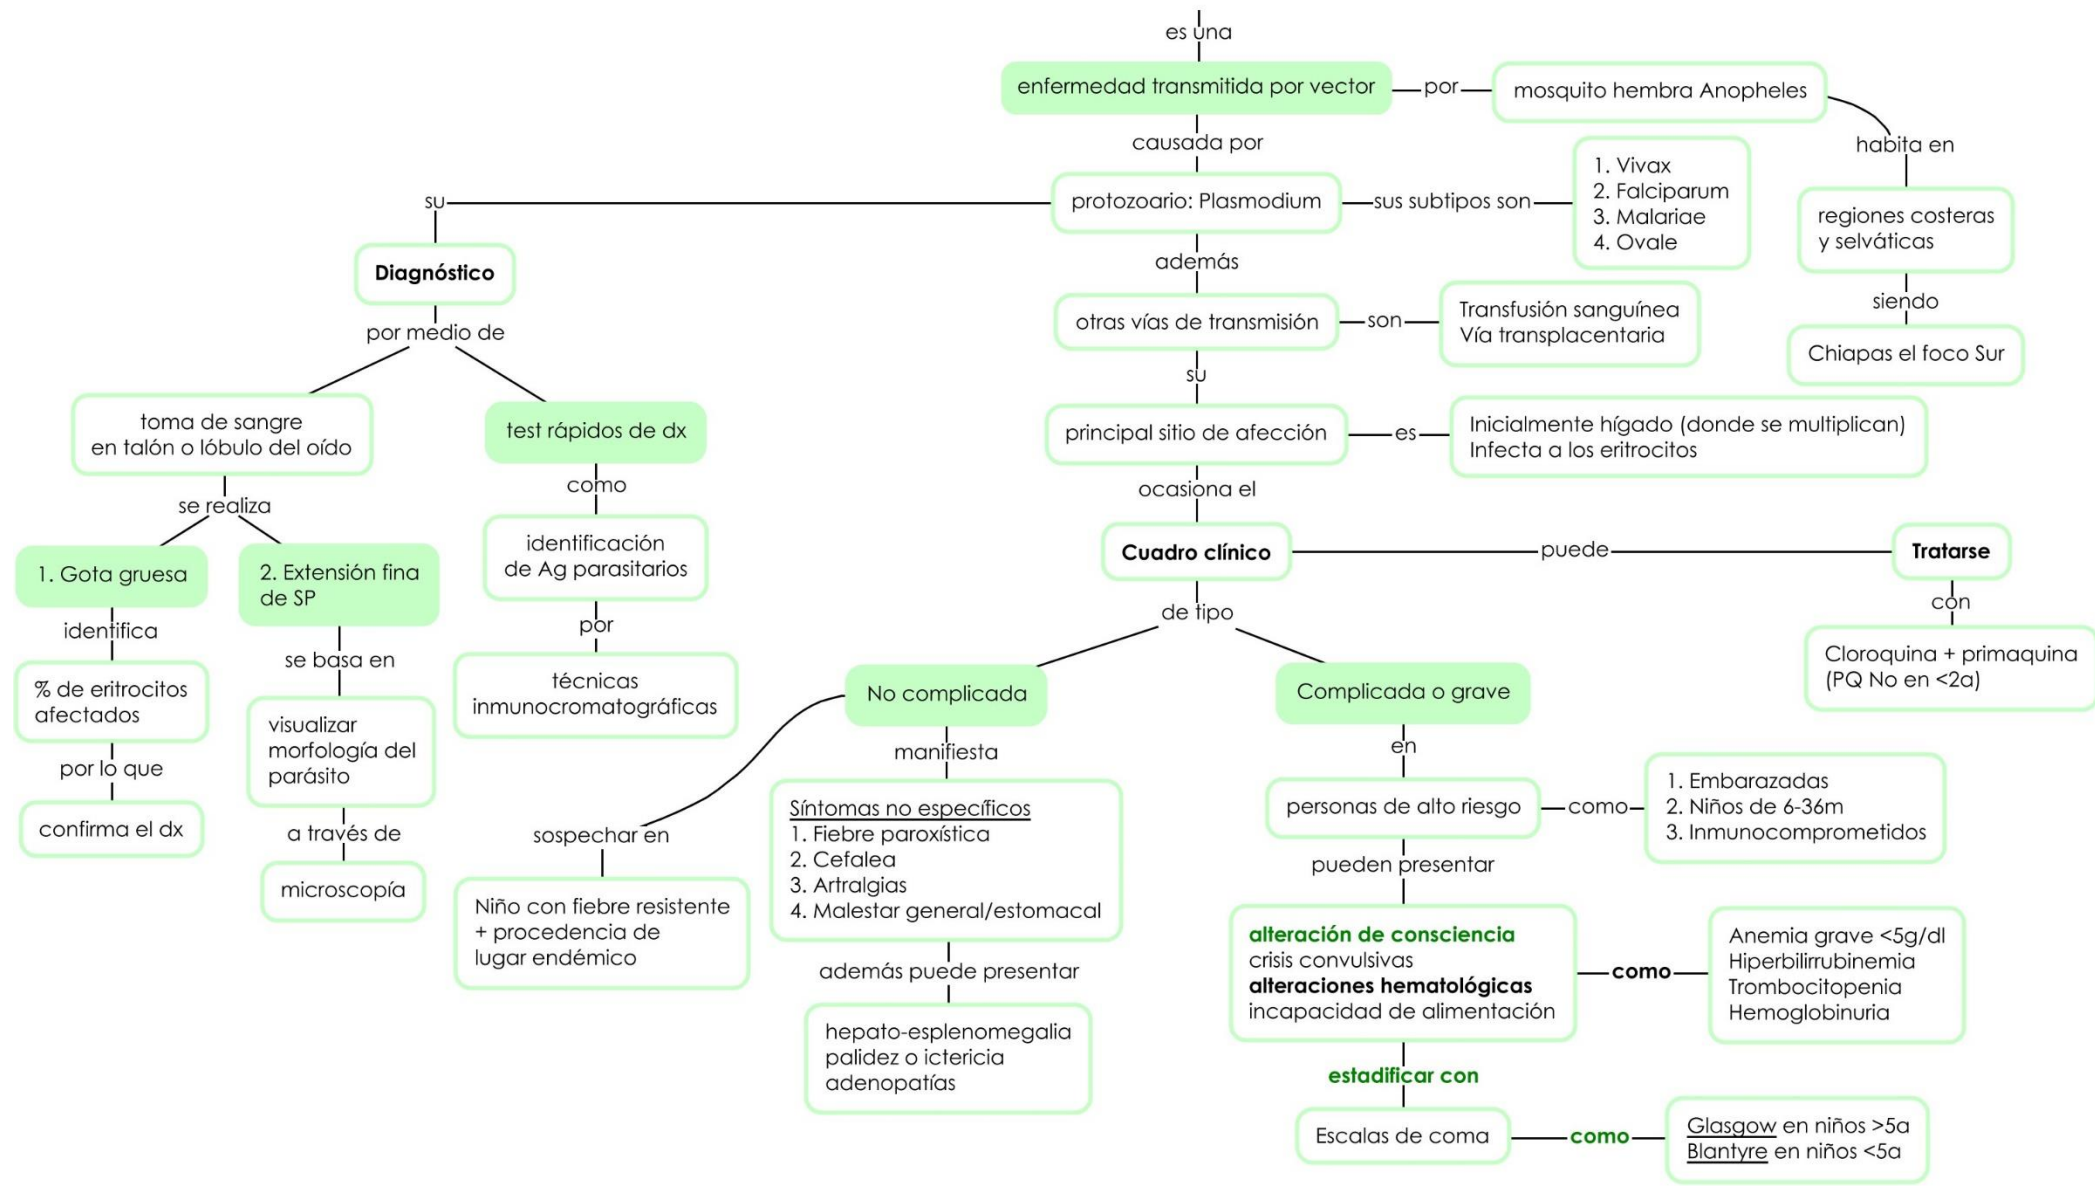 es una
enfermedad transmitida por vector
por
mosquito hembra Anopheles
habita en
regiones costeras
y selváticas
siendo
Chiapas el foco Sur
causada por
protozoario: Plasmodium
sus subtipos son
1. Vivax
2. Falciparum
3. Malariae
4. Ovale
además
otras vías de transmisión
son
Transfusión sanguínea
Vía transplacentaria
su
principal sitio de afección
es
Inicialmente hígado (donde se multiplican)
Infecta a los eritrocitos
ocasiona el
Cuadro clínico
puede
Tratarse
con
Cloroquina + primaquina
(PQ No en <2a)
de tipo
No complicada
sospechar en
Niño con fiebre resistente
+ procedencia de
lugar endémico
manifiesta
Síntomas no específicos
1. Fiebre paroxística
2. Cefalea
3. Artralgias
4. Malestar general/estomacal
además puede presentar
hepato-esplenomegalia
palidez o ictericia
adenopatías
Complicada o grave
en
personas de alto riesgo
como
1. Embarazadas
2. Niños de 6-36m
3. Inmunocomprometidos
pueden presentar
alteración de consciencia
crisis convulsivas
alteraciones hematológicas
incapacidad de alimentación
como
Anemia grave <5g/dl
Hiperbilirrubinemia
Trombocitopenia
Hemoglobinuria
estadificar con
Escalas de coma
como
Glasgow en niños >5a
Blantyre en niños <5a
su
Diagnóstico
por medio de
toma de sangre
en talón o lóbulo del oído
se realiza
1. Gota gruesa
identifica
% de eritrocitos
afectados
por lo que
confirma el dx
2. Extensión fina
de SP
se basa en
visualizar
morfología del
parásito
a través de
microscopía
test rápidos de dx
como
identificación
de Ag parasitarios
por
técnicas
inmunocromatográficas